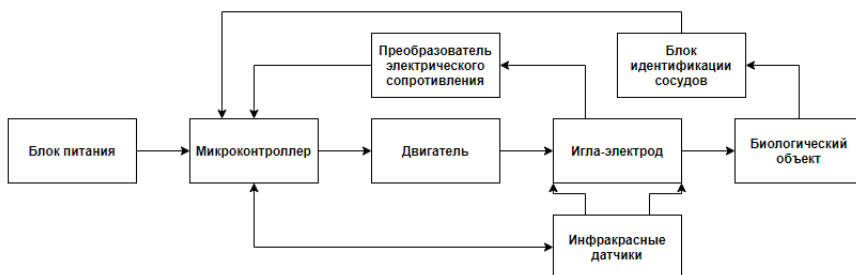 Преобразователь
электрического
сопротивления
Блок
идентификации
сосудов
Блок питания
Микроконтроллер
Двигатель
Игла-электрод
Биологический
объект
Инфракрасные
датчики